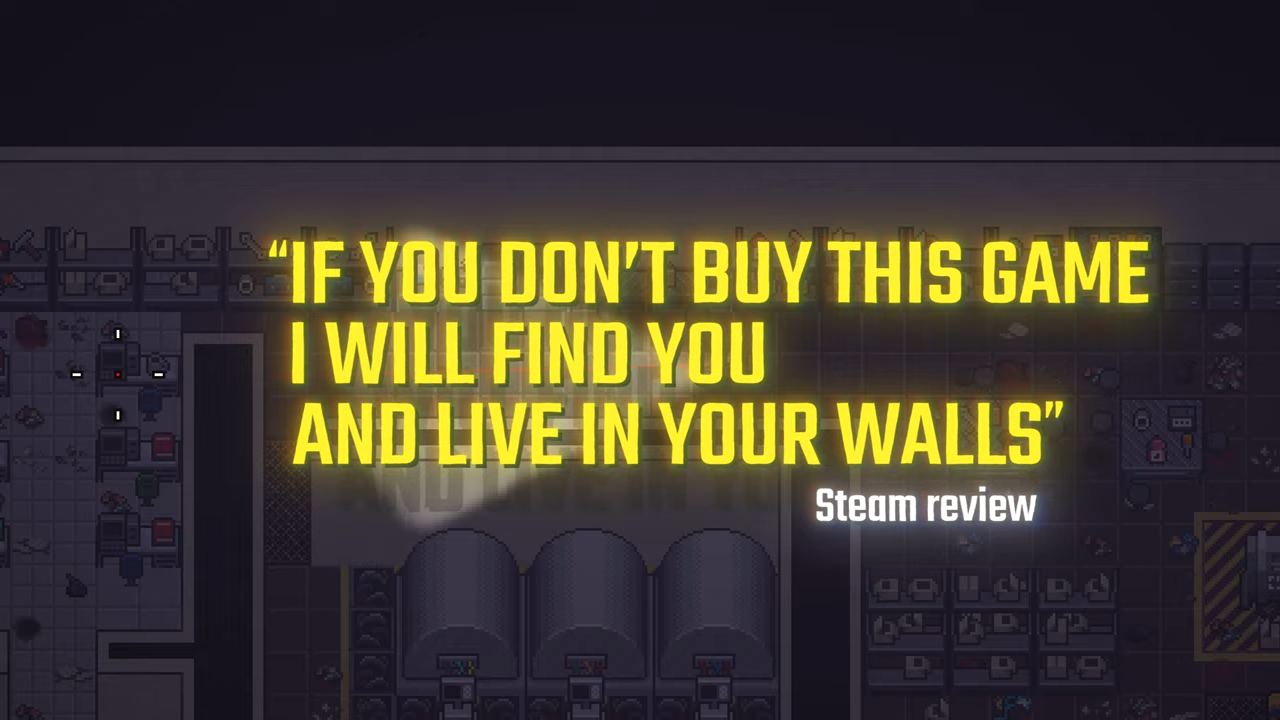 “IF YOU DON’T BUY THIS GAME
I WILL FIND YOU
AND LIVE IN YOUR WALLS”
Steam review